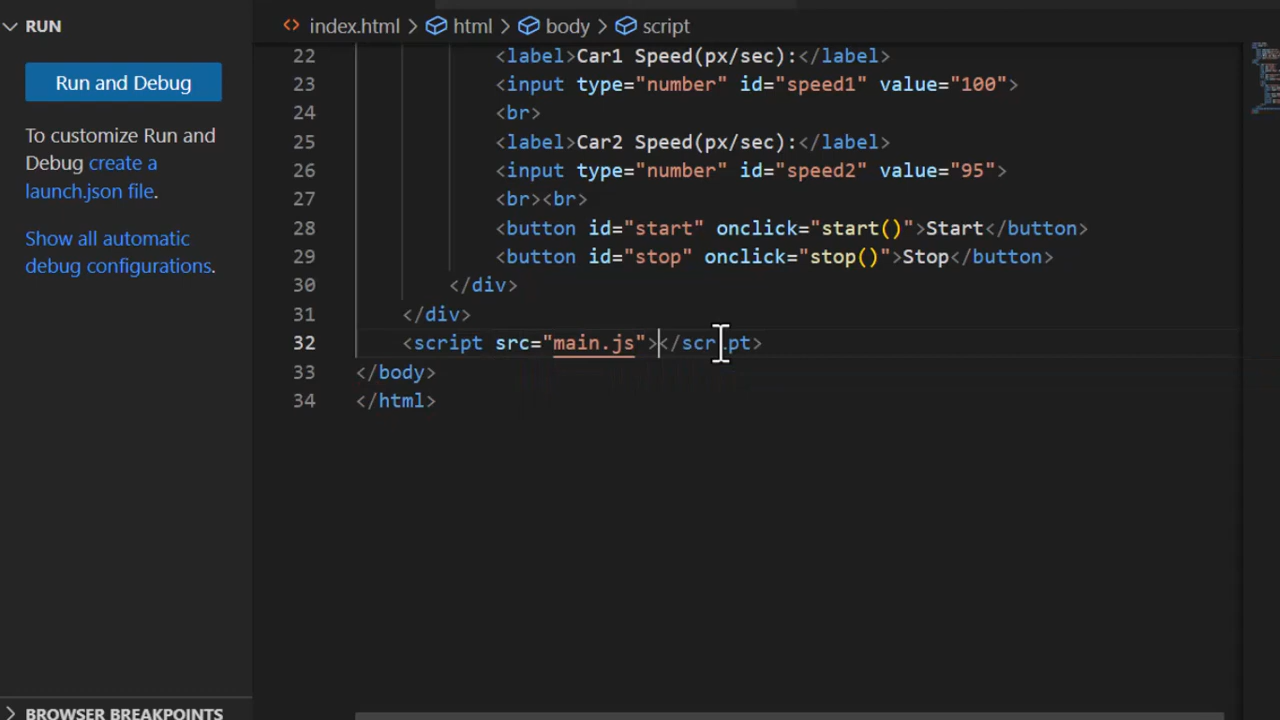 RUN
Run and Debug
To customize Run and
Debug create a
launch.json file.
Show all automatic
debug configurations.
BROWSER BREAKPOINTS
index.html > html > body > script
22 <label>Car1 Speed(px/sec):</label>
23 <input type="number" id="speed1" value="100">
24 <br>
25 <label>Car2 Speed(px/sec):</label>
26 <input type="number" id="speed2" value="95">
27 <br><br>
28 <button id="start" onclick="start()">Start</button>
29 <button id="stop" onclick="stop()">Stop</button>
30 </div>
31 </div>
32 <script src="main.js"></script>
33 </body>
34 </html>